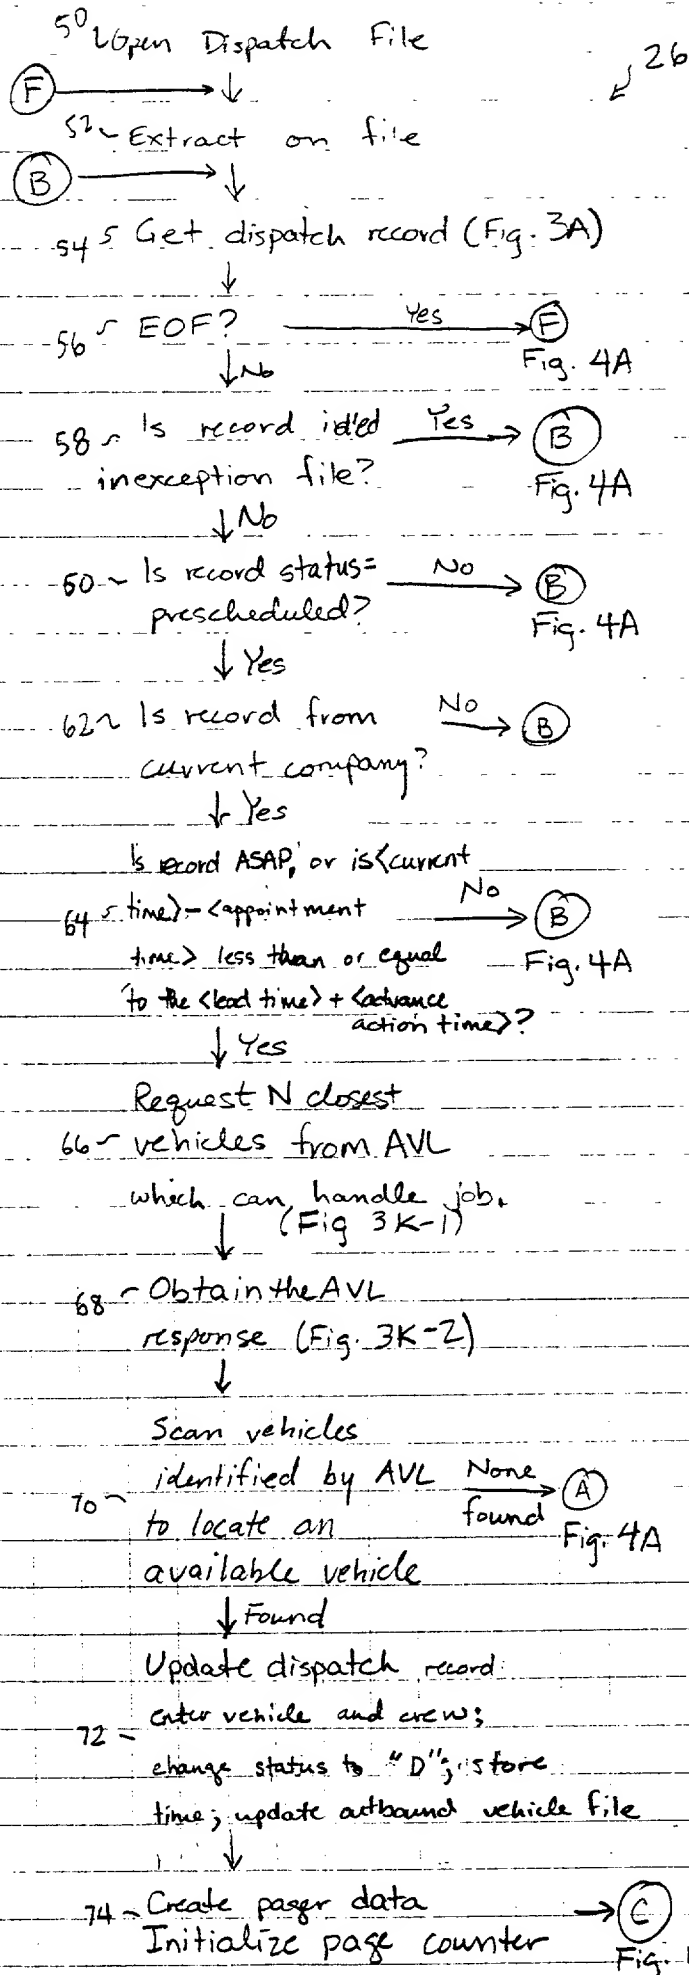 50 Open Dispatch File
26
F
52 Extract on file
B
54 Get dispatch record (Fig. 3A)
56 EOF? Yes F
Fig. 4A
No
58 Is record id'ed Yes B
inexception file? Fig. 4A
No
60 Is record status= No B
prescheduled? Fig. 4A
Yes
62 Is record from No B
current company?
Yes
Is record ASAP, or is <current
64 time> - <appointment No B
time> less than or equal Fig. 4A
to the <lead time> + <advance
action time>?
Yes
Request N closest
66 vehicles from AVL
which can handle job.
(Fig 3K-1)
68 Obtain the AVL
response (Fig. 3K-2)
Scan vehicles
identified by AVL None A
70 to locate an found Fig. 4A
available vehicle
Found
Update dispatch record:
72 enter vehicle and crew;
change status to "D"; store
time; update outbound vehicle file
74 Create pager data C
Initialize page counter Fig.